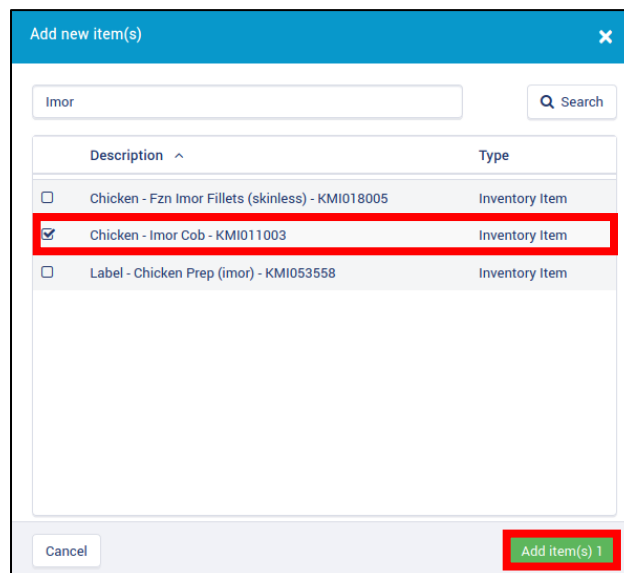 Add new item(s)
Imor
Search
Description Type
Chicken - Fzn Imor Fillets (skinless) - KMI018005 Inventory Item
Chicken - Imor Cob - KMI011003 Inventory Item
Label - Chicken Prep (imor) - KMI053558 Inventory Item
Cancel
Add item(s) 1